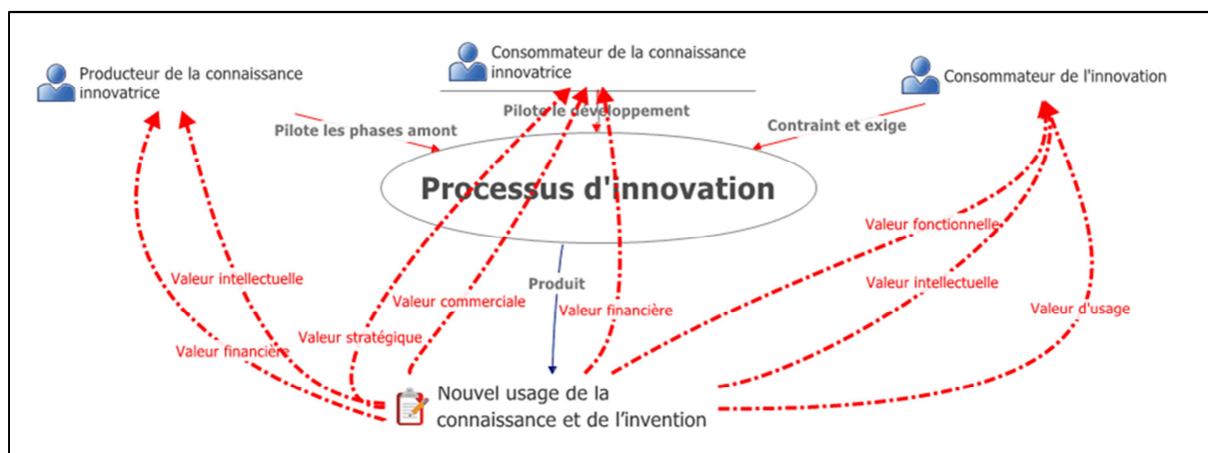 Producteur de la connaissance
innovatrice
Consommateur de la connaissance
innovatrice
Consommateur de l'innovation
Pilote les phases amont
Pilote le développement
Contraint et exige
Processus d'innovation
Produit
Valeur intellectuelle
Valeur financière
Valeur stratégique
Valeur commerciale
Valeur financière
Valeur fonctionnelle
Valeur intellectuelle
Valeur d'usage
Nouvel usage de la
connaissance et de l’invention